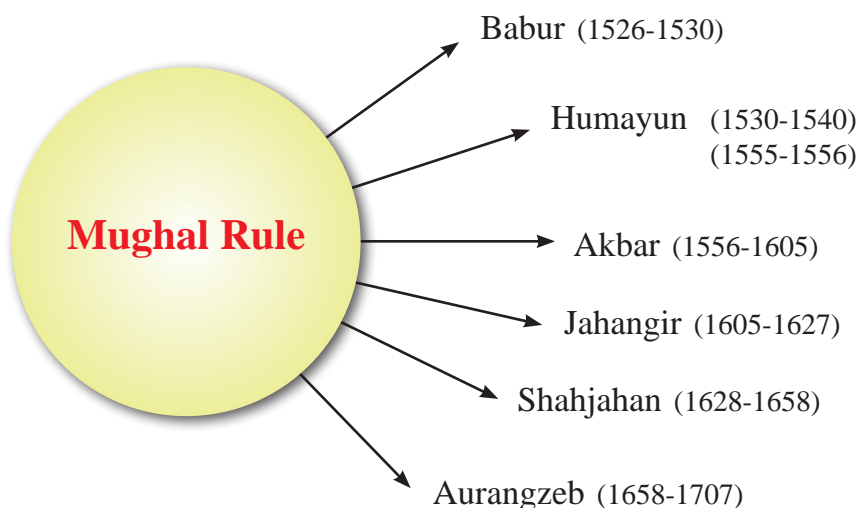 Babur (1526-1530)
Humayun (1530-1540)
(1555-1556)
Mughal Rule
Akbar (1556-1605)
Jahangir (1605-1627)
Shahjahan (1628-1658)
Aurangzeb (1658-1707)